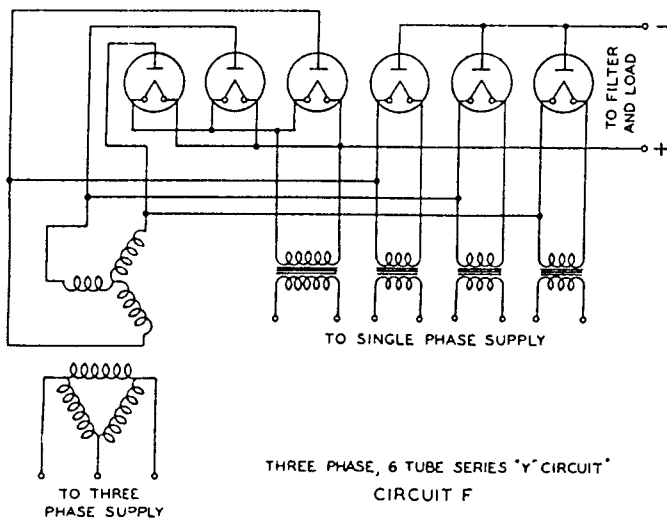 −
TO FILTER
AND LOAD
+
TO SINGLE PHASE SUPPLY
THREE PHASE, 6 TUBE SERIES "Y" CIRCUIT"
CIRCUIT F
TO THREE
PHASE SUPPLY